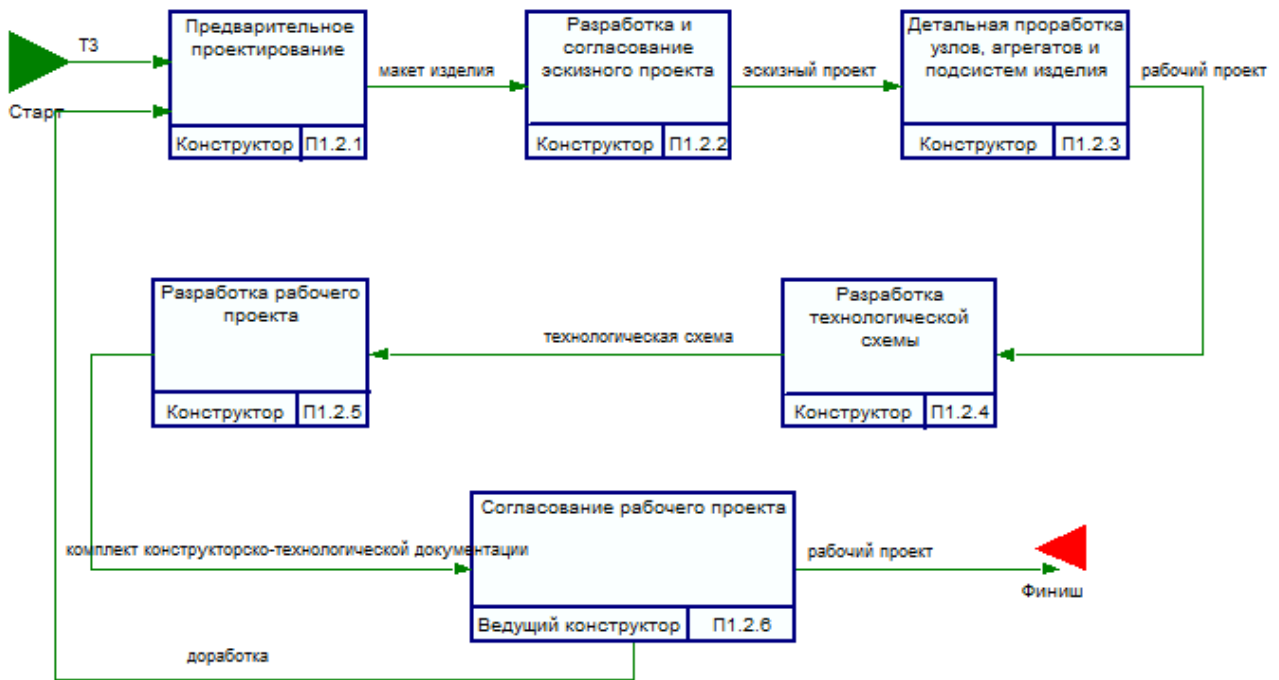 ТЗ
Старт
Предварительное
проектирование
Конструктор
П1.2.1
макет изделия
Разработка и
согласование
эскизного проекта
Конструктор
П1.2.2
эскизный проект
Детальная проработка
узлов, агрегатов и
подсистем изделия
Конструктор
П1.2.3
рабочий проект
Разработка
технологической
схемы
Конструктор
П1.2.4
технологическая схема
Разработка рабочего
проекта
Конструктор
П1.2.5
комплект конструкторско-технологической документации
Согласование рабочего проекта
Ведущий конструктор
П1.2.6
рабочий проект
Финиш
доработка